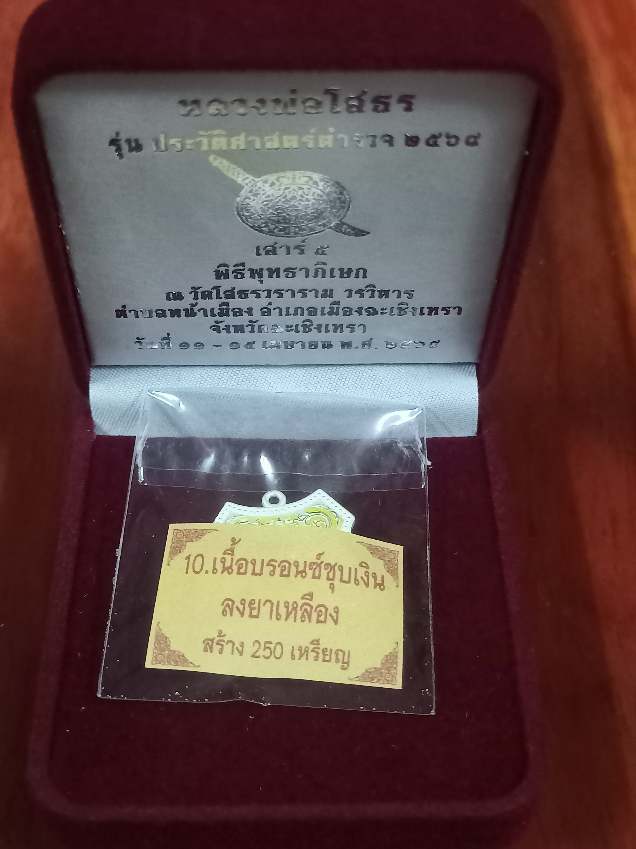 หลวงพ่อโสธร
รุ่น ประวัติศาสตร์ตำรวจ ๒๕๖๔
เสาร์ ๕
พิธีพุทธาภิเษก
ณ วัดโสธรวราราม วรวิหาร
ตำบลหน้าเมือง อำเภอเมืองฉะเชิงเทรา
จังหวัดฉะเชิงเทรา
วันที่ ๑๑ - ๑๕ เมษายน พ.ศ. ๒๕๖๔
10.เนื้อบรอนซ์ชุบเงิน
ลงยาเหลือง
สร้าง 250 เหรียญ